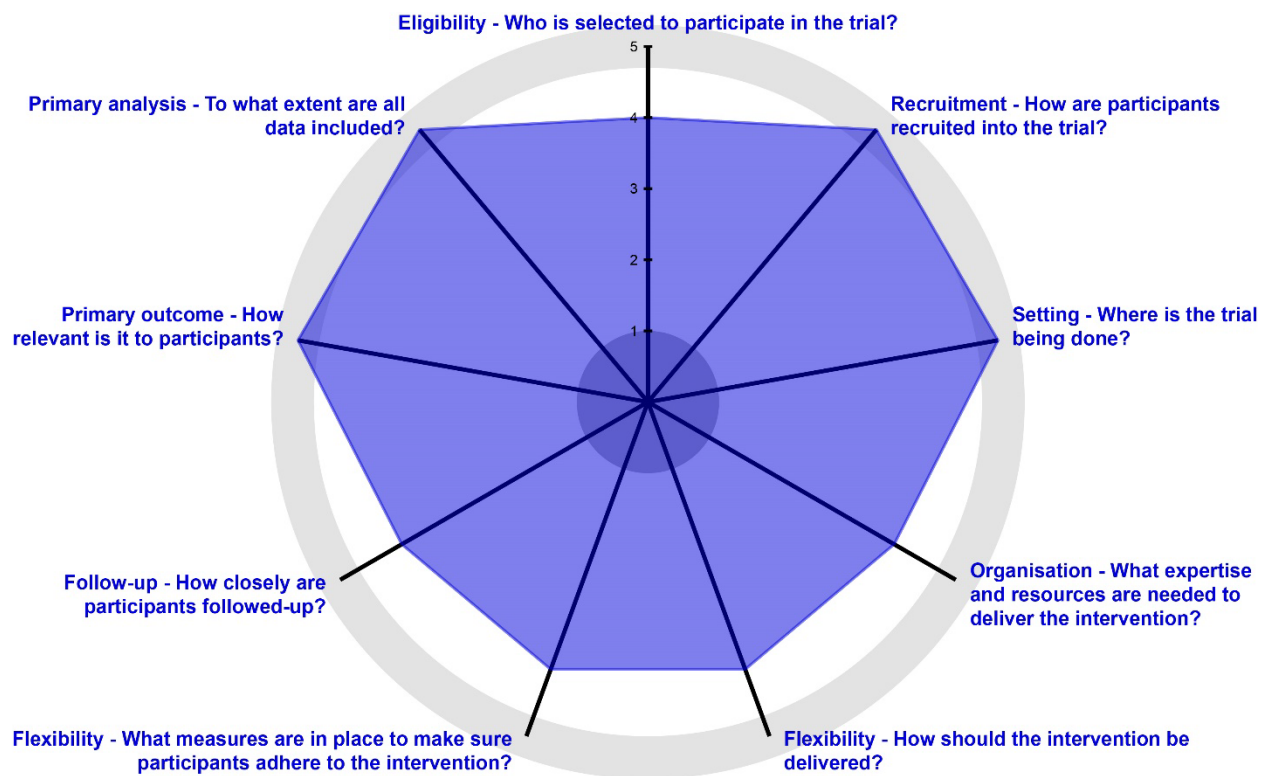 Eligibility - Who is selected to participate in the trial?
5
Primary analysis - To what extent are all
data included?
Recruitment - How are participants
recruited into the trial?
4
3
2
1
Primary outcome - How
relevant is it to participants?
Setting - Where is the trial
being done?
Follow-up - How closely are
participants followed-up?
Organisation - What expertise
and resources are needed to
deliver the intervention?
Flexibility - What measures are in place to make sure
participants adhere to the intervention?
Flexibility - How should the intervention be
delivered?